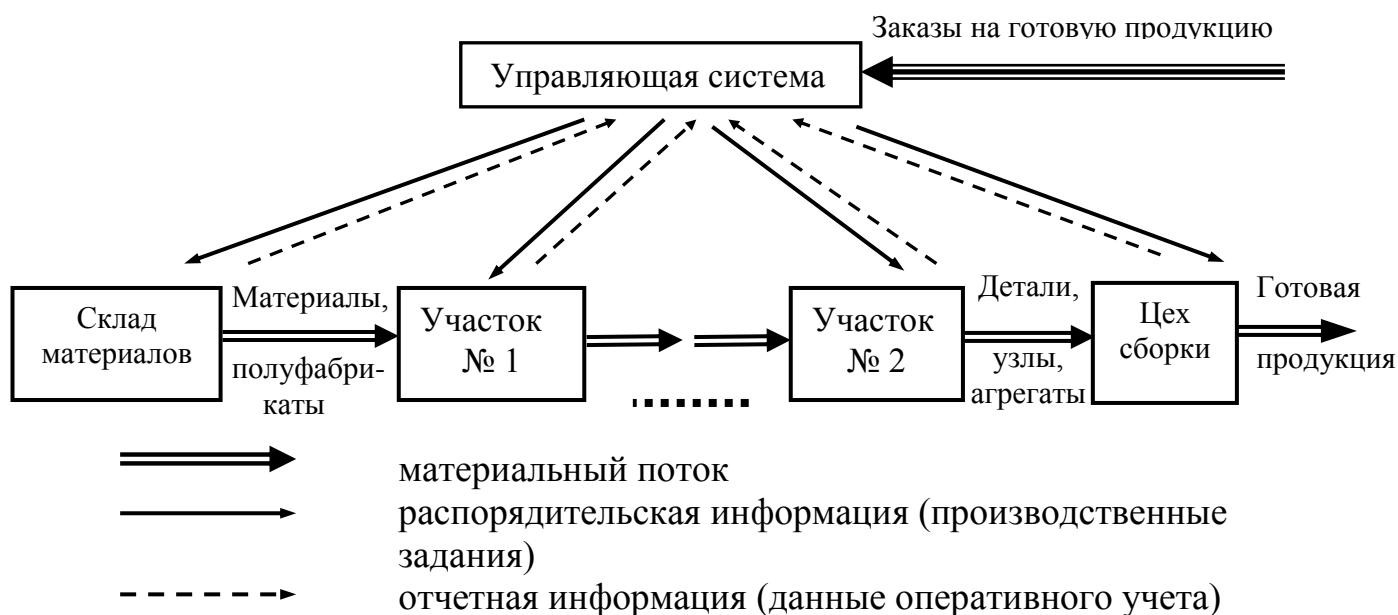 Заказы на готовую продукцию
Управляющая система
Склад
материалов
Материалы,
полуфабри-
каты
Участок
№ 1
Участок
№ 2
Детали,
узлы,
агрегаты
Цех
сборки
Готовая
продукция
материальный поток
распорядительская информация (производственные
задания)
отчетная информация (данные оперативного учета)